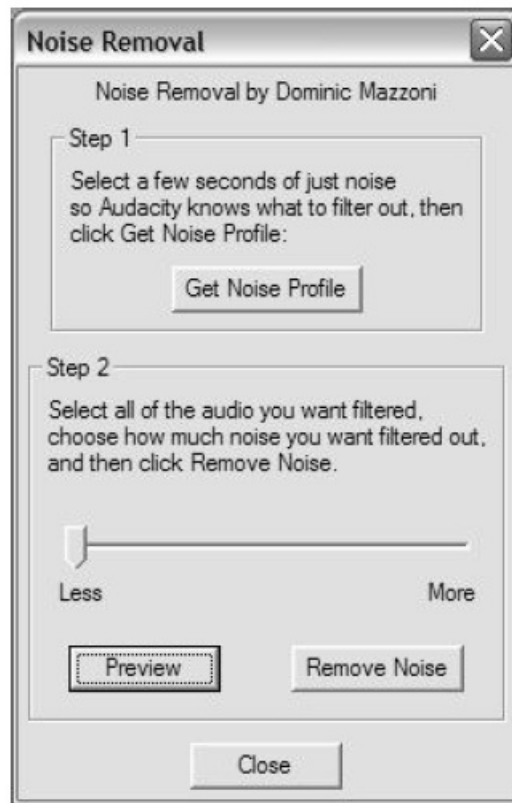 Noise Removal
Noise Removal by Dominic Mazzoni
Step 1
Select a few seconds of just noise
so Audacity knows what to filter out, then
click Get Noise Profile:
Get Noise Profile
Step 2
Select all of the audio you want filtered,
choose how much noise you want filtered out,
and then click Remove Noise.
Less More
Preview Remove Noise
Close